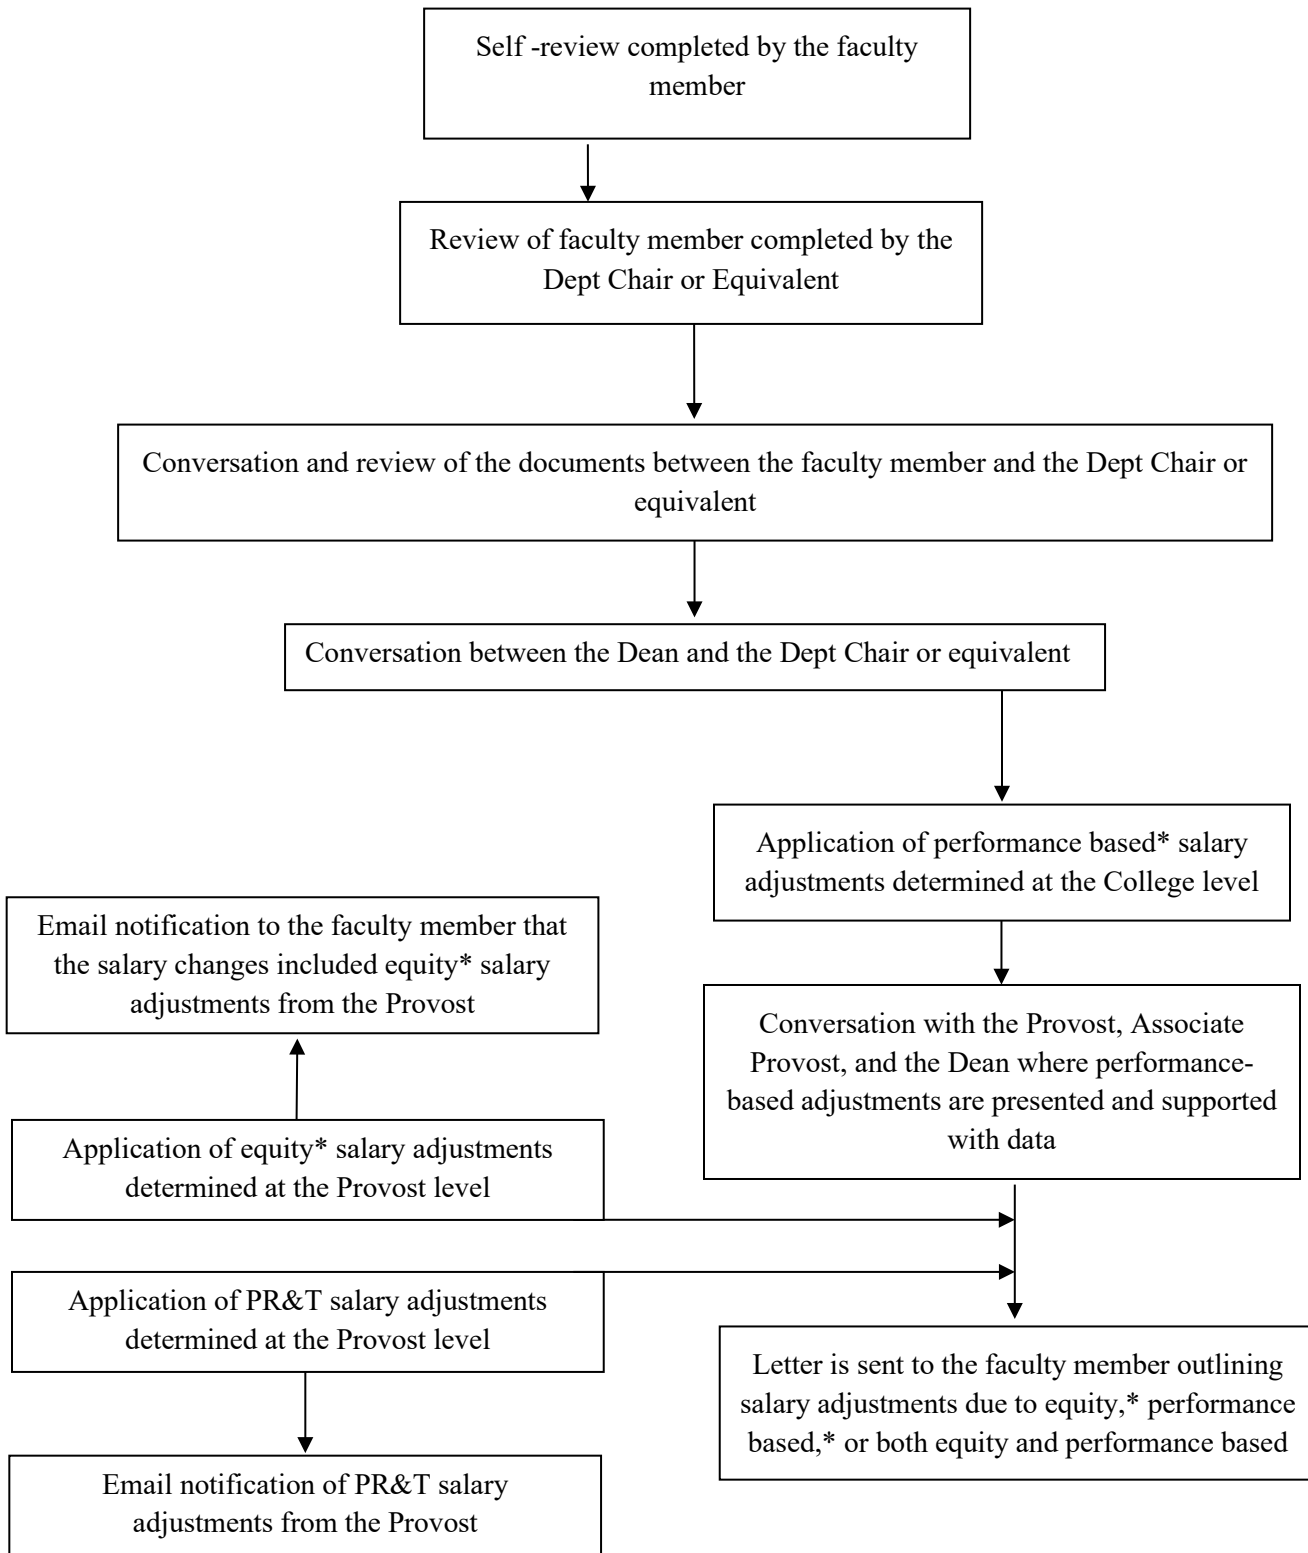 Self -review completed by the faculty
member
Review of faculty member completed by the
Dept Chair or Equivalent
Conversation and review of the documents between the faculty member and the Dept Chair or
equivalent
Conversation between the Dean and the Dept Chair or equivalent
Application of performance based* salary
adjustments determined at the College level
Email notification to the faculty member that
the salary changes included equity* salary
adjustments from the Provost
Conversation with the Provost, Associate
Provost, and the Dean where performance-
based adjustments are presented and supported
with data
Application of equity* salary adjustments
determined at the Provost level
Application of PR&T salary adjustments
determined at the Provost level
Letter is sent to the faculty member outlining
salary adjustments due to equity,* performance
based,* or both equity and performance based
Email notification of PR&T salary
adjustments from the Provost